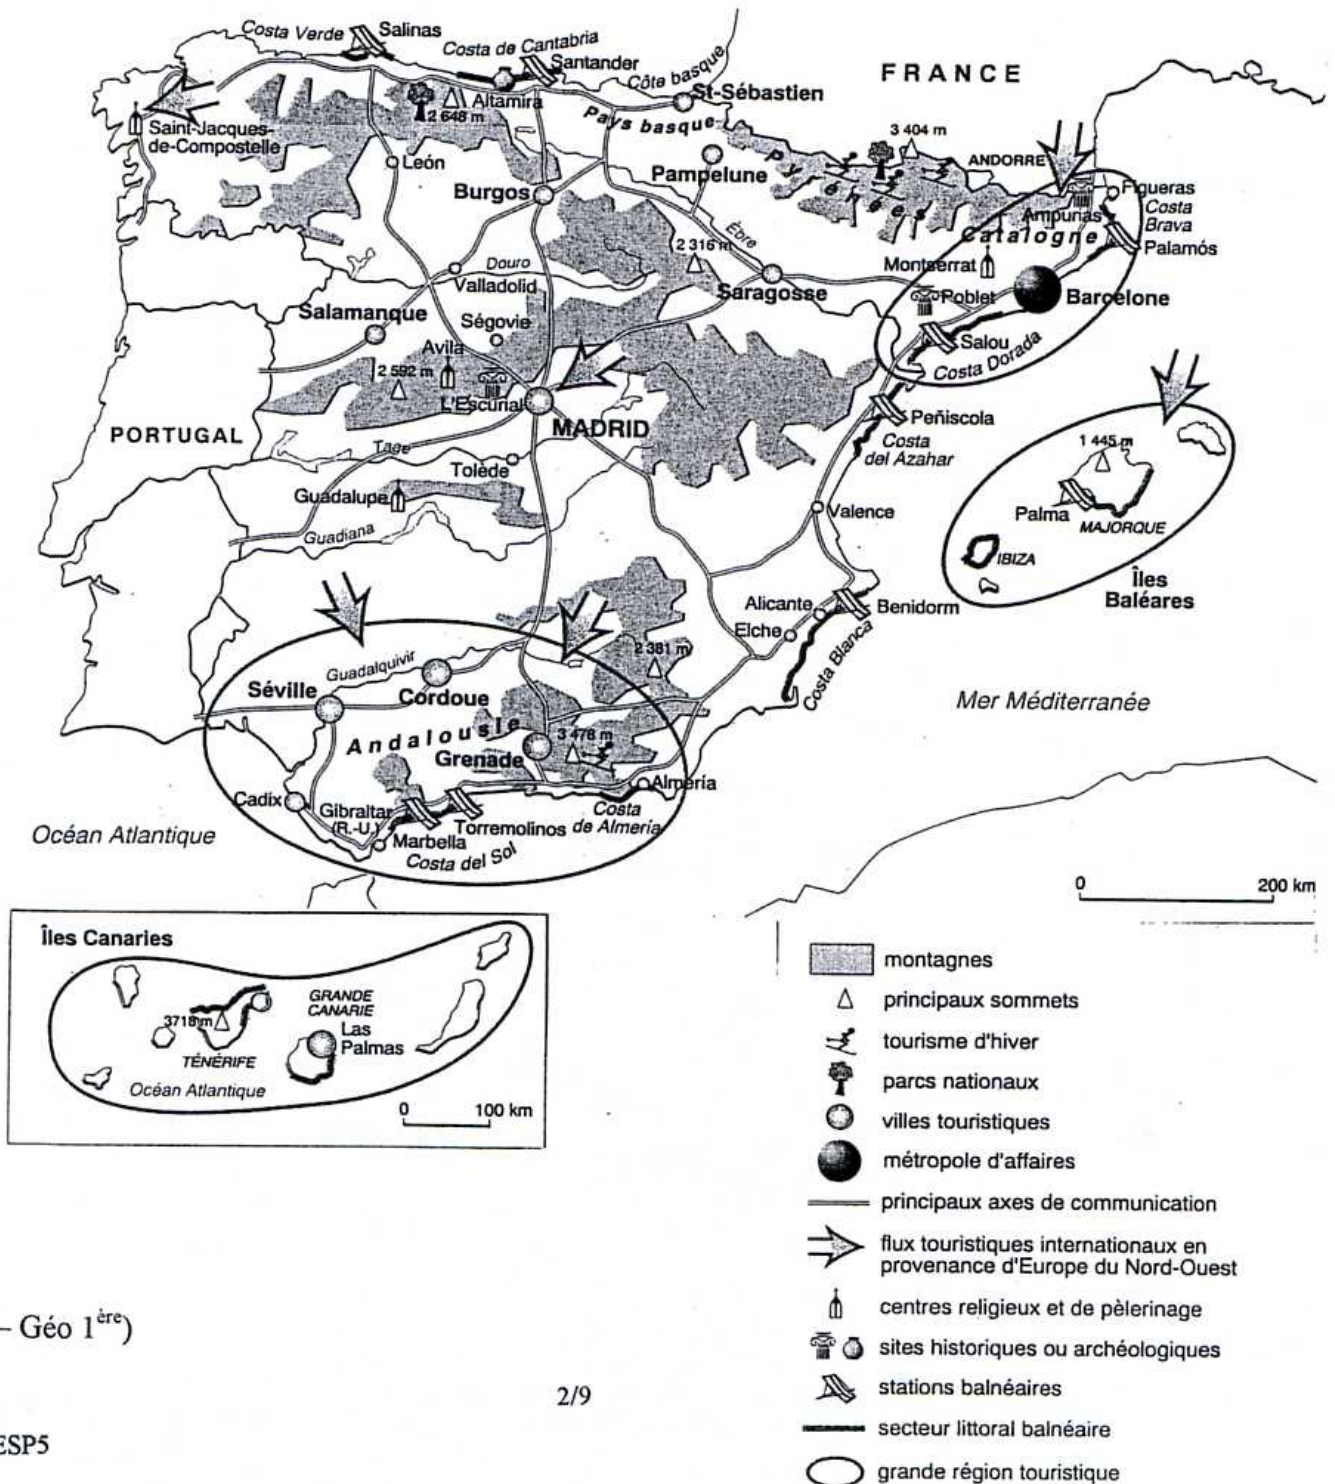 Costa Verde
Salinas
Costa de Cantabria
Santander
Côte basque
FRANCE
St-Sébastien
Altamira
2 648 m
Pays basque
3 404 m
ANDORRE
Saint-Jacques-
de-Compostelle
León
Pampelune
Pyrénées
Burgos
Figueras
Ampurias
Costa
Brava
Catalogne
Palamós
Èbre
2 316 m
Montserrat
Douro
Valladolid
Saragosse
Poblet
Barcelone
Salamanque
Ségovie
Salou
Costa Dorada
Avila
2 592 m
L'Escurial
MADRID
Peñiscola
Costa
del Azahar
PORTUGAL
Tage
Tolède
1 445 m
Palma
MAJORQUE
Guadalupe
Valence
Guadiana
IBIZA
Îles
Baléares
Alicante
Benidorm
Elche
Costa Blanca
2 381 m
Guadalquivir
Séville
Cordoue
Mer Méditerranée
Andalousie
3 478 m
Grenade
Almería
Cadix
Gibraltar
(R.-U.)
Costa
de Almería
Torremolinos
Marbella
Costa del Sol
Océan Atlantique
0 200 km
Îles Canaries
GRANDE
CANARIE
3718 m
Las
Palmas
TÉNÉRIFE
Océan Atlantique
0 100 km
montagnes
principaux sommets
tourisme d'hiver
parcs nationaux
villes touristiques
métropole d'affaires
principaux axes de communication
flux touristiques internationaux en
provenance d'Europe du Nord-Ouest
centres religieux et de pèlerinage
sites historiques ou archéologiques
stations balnéaires
secteur littoral balnéaire
grande région touristique
– Géo 1ère)
2/9
ESP5